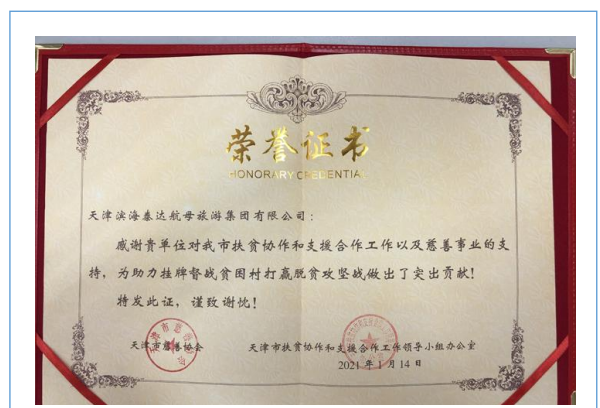 荣誉证书
HONORARY CREDENTIAL
天津滨海泰达航母旅游集团有限公司：
感谢贵单位对我市扶贫协作和支援合作工作以及慈善事业的支
持，为助力挂牌督战贫困村打赢脱贫攻坚战做出了突出贡献！
特发此证，谨致谢忱！
天津市慈善协会 天津市扶贫协作和支援合作工作领导小组办公室
2021年1月14日